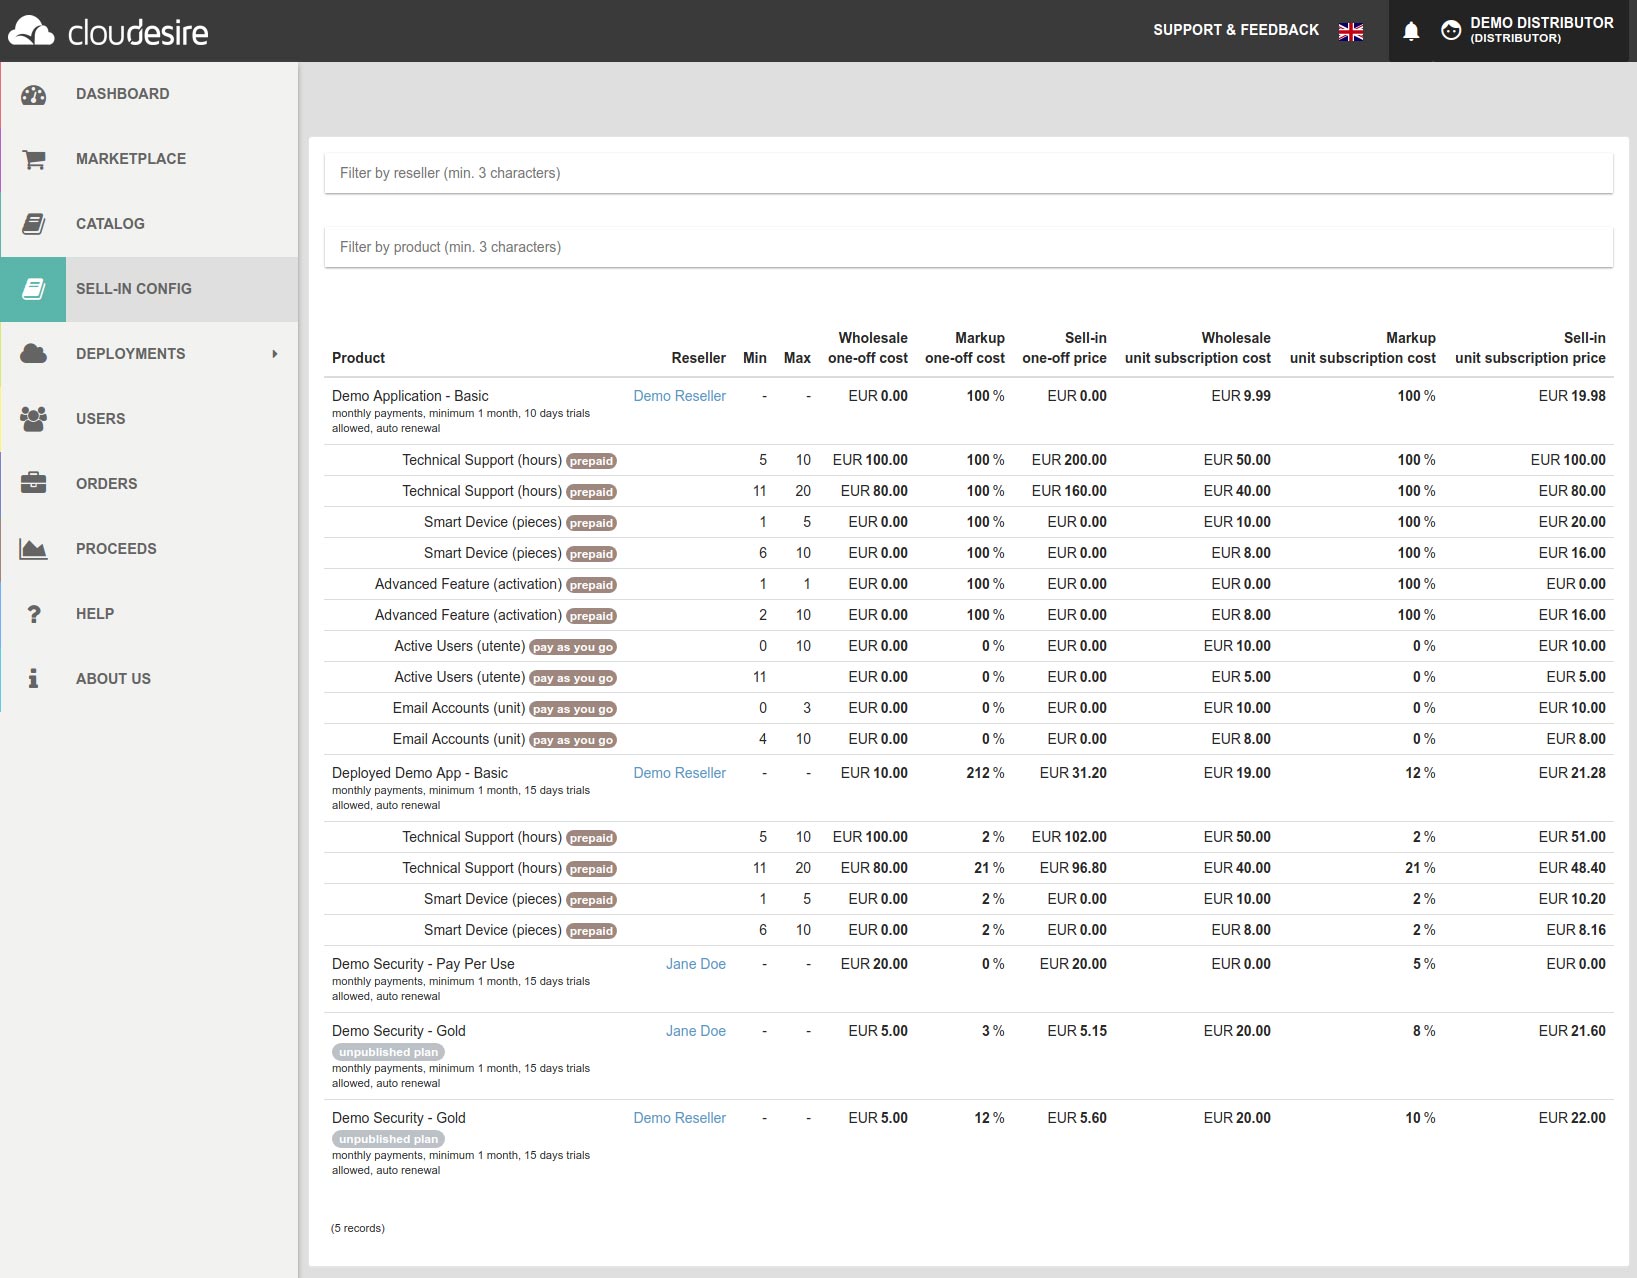 cloudesire
SUPPORT & FEEDBACK
DEMO DISTRIBUTOR
(DISTRIBUTOR)
DASHBOARD
MARKETPLACE
CATALOG
SELL-IN CONFIG
DEPLOYMENTS
USERS
ORDERS
PROCEEDS
HELP
ABOUT US
Filter by reseller (min. 3 characters)
Filter by product (min. 3 characters)
Wholesale Markup Sell-in Wholesale Markup Sell-in
Product Reseller Min Max one-off cost one-off cost one-off price unit subscription cost unit subscription cost unit subscription price
Demo Application - Basic Demo Reseller - - EUR 0.00 100 % EUR 0.00 EUR 9.99 100 % EUR 19.98
monthly payments, minimum 1 month, 10 days trials
allowed, auto renewal
Technical Support (hours) prepaid 5 10 EUR 100.00 100 % EUR 200.00 EUR 50.00 100 % EUR 100.00
Technical Support (hours) prepaid 11 20 EUR 80.00 100 % EUR 160.00 EUR 40.00 100 % EUR 80.00
Smart Device (pieces) prepaid 1 5 EUR 0.00 100 % EUR 0.00 EUR 10.00 100 % EUR 20.00
Smart Device (pieces) prepaid 6 10 EUR 0.00 100 % EUR 0.00 EUR 8.00 100 % EUR 16.00
Advanced Feature (activation) prepaid 1 1 EUR 0.00 100 % EUR 0.00 EUR 0.00 100 % EUR 0.00
Advanced Feature (activation) prepaid 2 10 EUR 0.00 100 % EUR 0.00 EUR 8.00 100 % EUR 16.00
Active Users (utente) pay as you go 0 10 EUR 0.00 0 % EUR 0.00 EUR 10.00 0 % EUR 10.00
Active Users (utente) pay as you go 11 EUR 0.00 0 % EUR 0.00 EUR 5.00 0 % EUR 5.00
Email Accounts (unit) pay as you go 0 3 EUR 0.00 0 % EUR 0.00 EUR 10.00 0 % EUR 10.00
Email Accounts (unit) pay as you go 4 10 EUR 0.00 0 % EUR 0.00 EUR 8.00 0 % EUR 8.00
Deployed Demo App - Basic Demo Reseller - - EUR 10.00 212 % EUR 31.20 EUR 19.00 12 % EUR 21.28
monthly payments, minimum 1 month, 15 days trials
allowed, auto renewal
Technical Support (hours) prepaid 5 10 EUR 100.00 2 % EUR 102.00 EUR 50.00 2 % EUR 51.00
Technical Support (hours) prepaid 11 20 EUR 80.00 21 % EUR 96.80 EUR 40.00 21 % EUR 48.40
Smart Device (pieces) prepaid 1 5 EUR 0.00 2 % EUR 0.00 EUR 10.00 2 % EUR 10.20
Smart Device (pieces) prepaid 6 10 EUR 0.00 2 % EUR 0.00 EUR 8.00 2 % EUR 8.16
Demo Security - Pay Per Use Jane Doe - - EUR 20.00 0 % EUR 20.00 EUR 0.00 5 % EUR 0.00
monthly payments, minimum 1 month, 15 days trials
allowed, auto renewal
Demo Security - Gold Jane Doe - - EUR 5.00 3 % EUR 5.15 EUR 20.00 8 % EUR 21.60
unpublished plan
monthly payments, minimum 1 month, 15 days trials
allowed, auto renewal
Demo Security - Gold Demo Reseller - - EUR 5.00 12 % EUR 5.60 EUR 20.00 10 % EUR 22.00
unpublished plan
monthly payments, minimum 1 month, 15 days trials
allowed, auto renewal
(5 records)